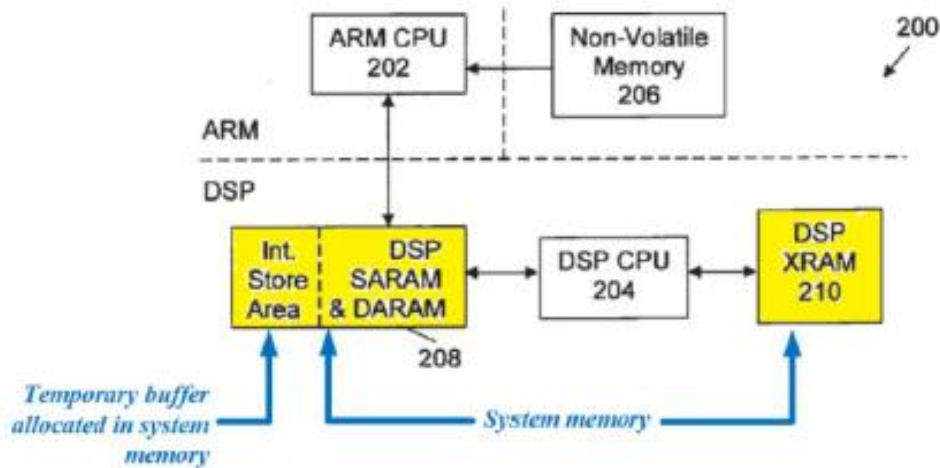 ARM CPU
202
Non-Volatile
Memory
206
200
ARM
DSP
Int.
Store
Area
DSP
SARAM
& DARAM
208
DSP CPU
204
DSP
XRAM
210
Temporary buffer
allocated in system
memory
System memory